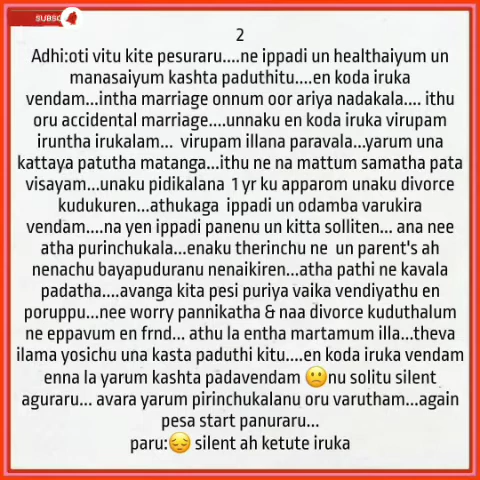 SUBSC
2
Adhi:oti vitu kite pesuraru....ne ippadi un healthaiyum un
manasaiyum kashta paduthitu....en koda iruka
vendam...intha marriage onnum oor ariya nadakala.... ithu
oru accidental marriage....unnaku en koda iruka virupam
iruntha irukalam... virupam illana paravala...yarum una
kattaya patutha matanga...ithu ne na mattum samatha pata
visayam...unaku pidikalana 1 yr ku apparom unaku divorce
kudukuren...athukaga ippadi un odamba varukira
vendam....na yen ippadi panenu un kitta solliten... ana nee
atha purinchukala...enaku therinchu ne un parent's ah
nenachu bayapuduranu nenaikiren...atha pathi ne kavala
padatha....avanga kita pesi puriya vaika vendiyathu en
poruppu...nee worry pannikatha & naa divorce kuduthalum
ne eppavum en frnd... athu la entha martamum illa...theva
ilama yosichu una kasta paduthi kitu....en koda iruka vendam
enna la yarum kashta padavendam 🙁nu solitu silent
aguraru... avara yarum pirinchukalanu oru varutham...again
pesa start panuraru...
paru:😔 silent ah ketute iruka